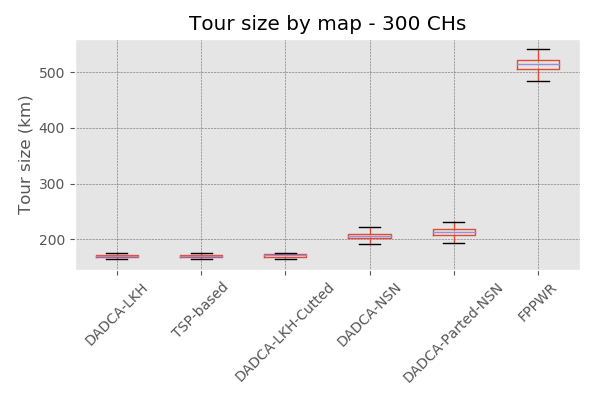 Tour size by map - 300 CHs
Tour size (km)
500
400
300
200
DADCA-LKH
TSP-based
DADCA-LKH-Cutted
DADCA-NSN
DADCA-Parted-NSN
FPPWR